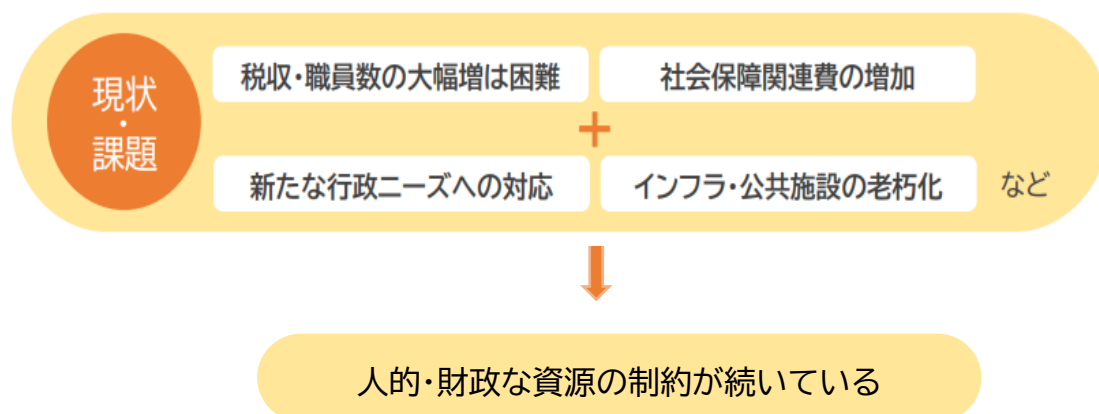 現状
・
課題
税収・職員数の大幅増は困難
社会保障関連費の増加
+
新たな行政ニーズへの対応
インフラ・公共施設の老朽化
など
人的・財政な資源の制約が続いている